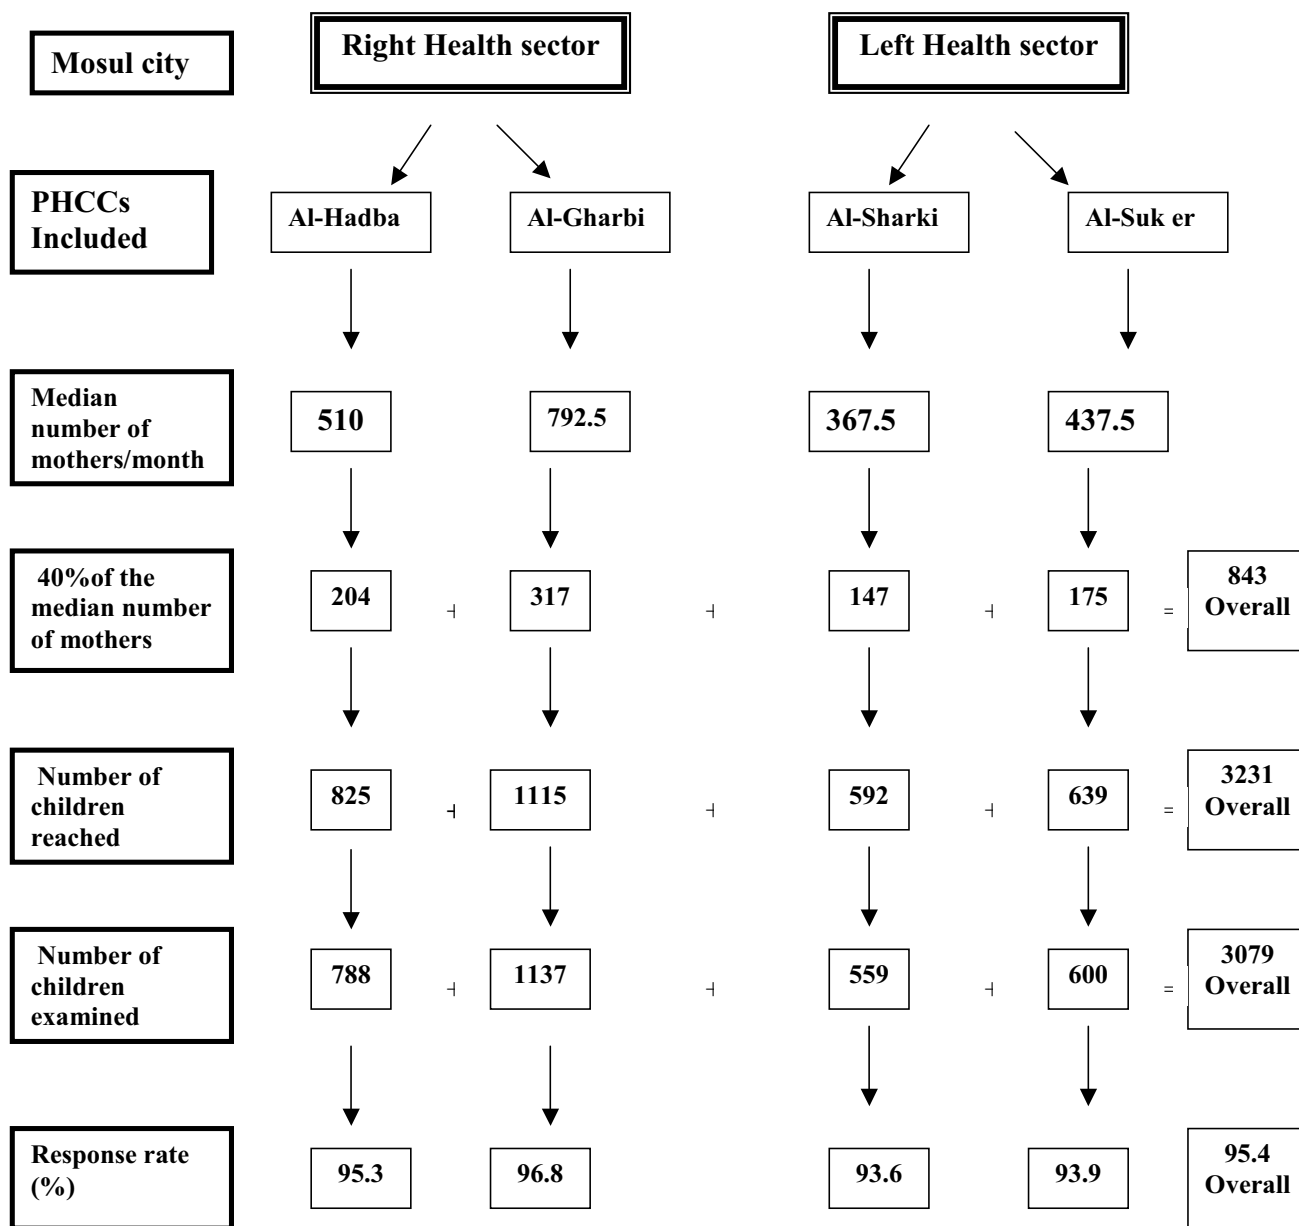 Mosul city
Right Health sector
Left Health sector
PHCCs
Included
Al-Hadba
Al-Gharbi
Al-Sharki
Al-Suk er
Median
number of
mothers/month
510
792.5
367.5
437.5
40%of the
median number
of mothers
204
+
317
+
147
+
175
=
843
Overall
Number of
children
reached
825
+
1115
+
592
+
639
=
3231
Overall
Number of
children
examined
788
+
1137
+
559
+
600
=
3079
Overall
Response rate
(%)
95.3
96.8
93.6
93.9
95.4
Overall